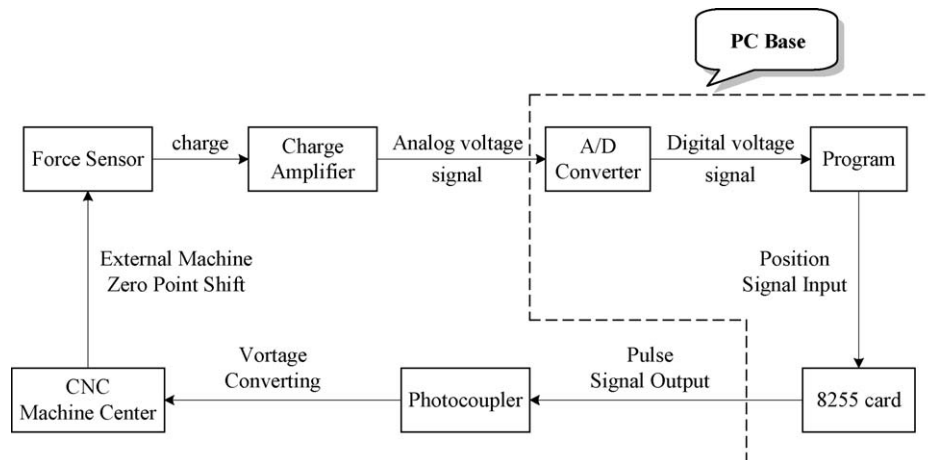 PC Base
Force Sensor
charge
Charge
Amplifier
Analog voltage
signal
A/D
Converter
Digital voltage
signal
Program
External Machine
Zero Point Shift
Position
Signal Input
CNC
Machine Center
Vortage
Converting
Photocoupler
Pulse
Signal Output
8255 card